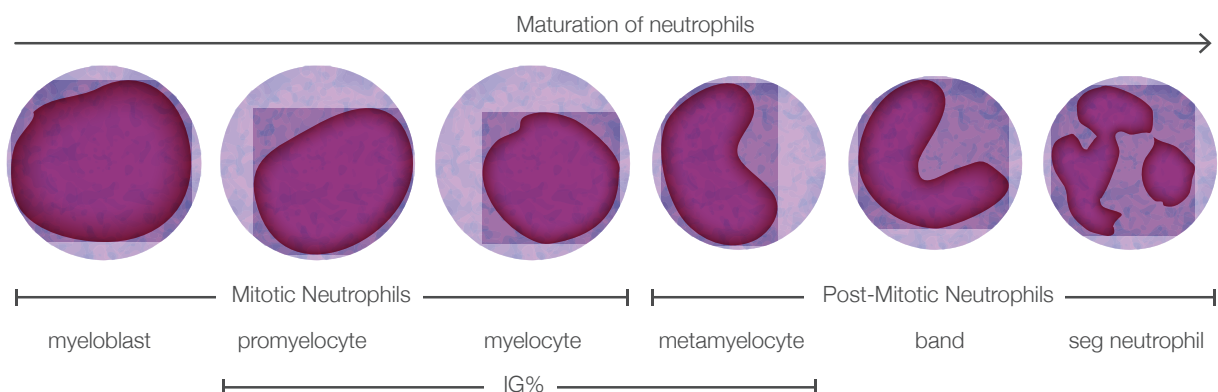 Maturation of neutrophils
Mitotic Neutrophils
Post-Mitotic Neutrophils
myeloblast
promyelocyte
myelocyte
metamyelocyte
band
seg neutrophil
IG%